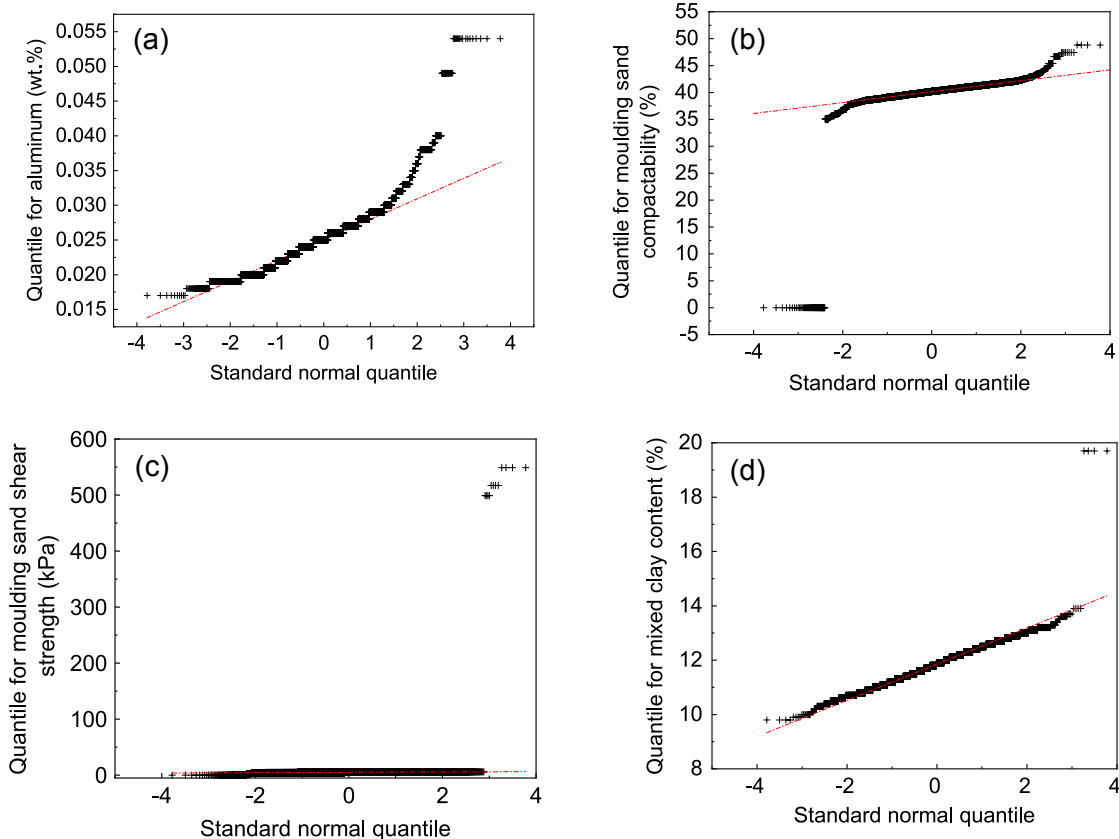 (a)
Quantile for aluminum (wt.%)
0.055
0.050
0.045
0.040
0.035
0.030
0.025
0.020
0.015
-4 -3 -2 -1 0 1 2 3 4
Standard normal quantile
(b)
Quantile for moulding sand
compactability (%)
55
50
45
40
35
30
25
20
15
10
5
0
-5
-4 -2 0 2 4
Standard normal quantile
(c)
Quantile for moulding sand shear
strength (kPa)
600
500
400
300
200
100
0
-4 -2 0 2 4
Standard normal quantile
(d)
Quantile for mixed clay content (%)
20
18
16
14
12
10
8
-4 -2 0 2 4
Standard normal quantile